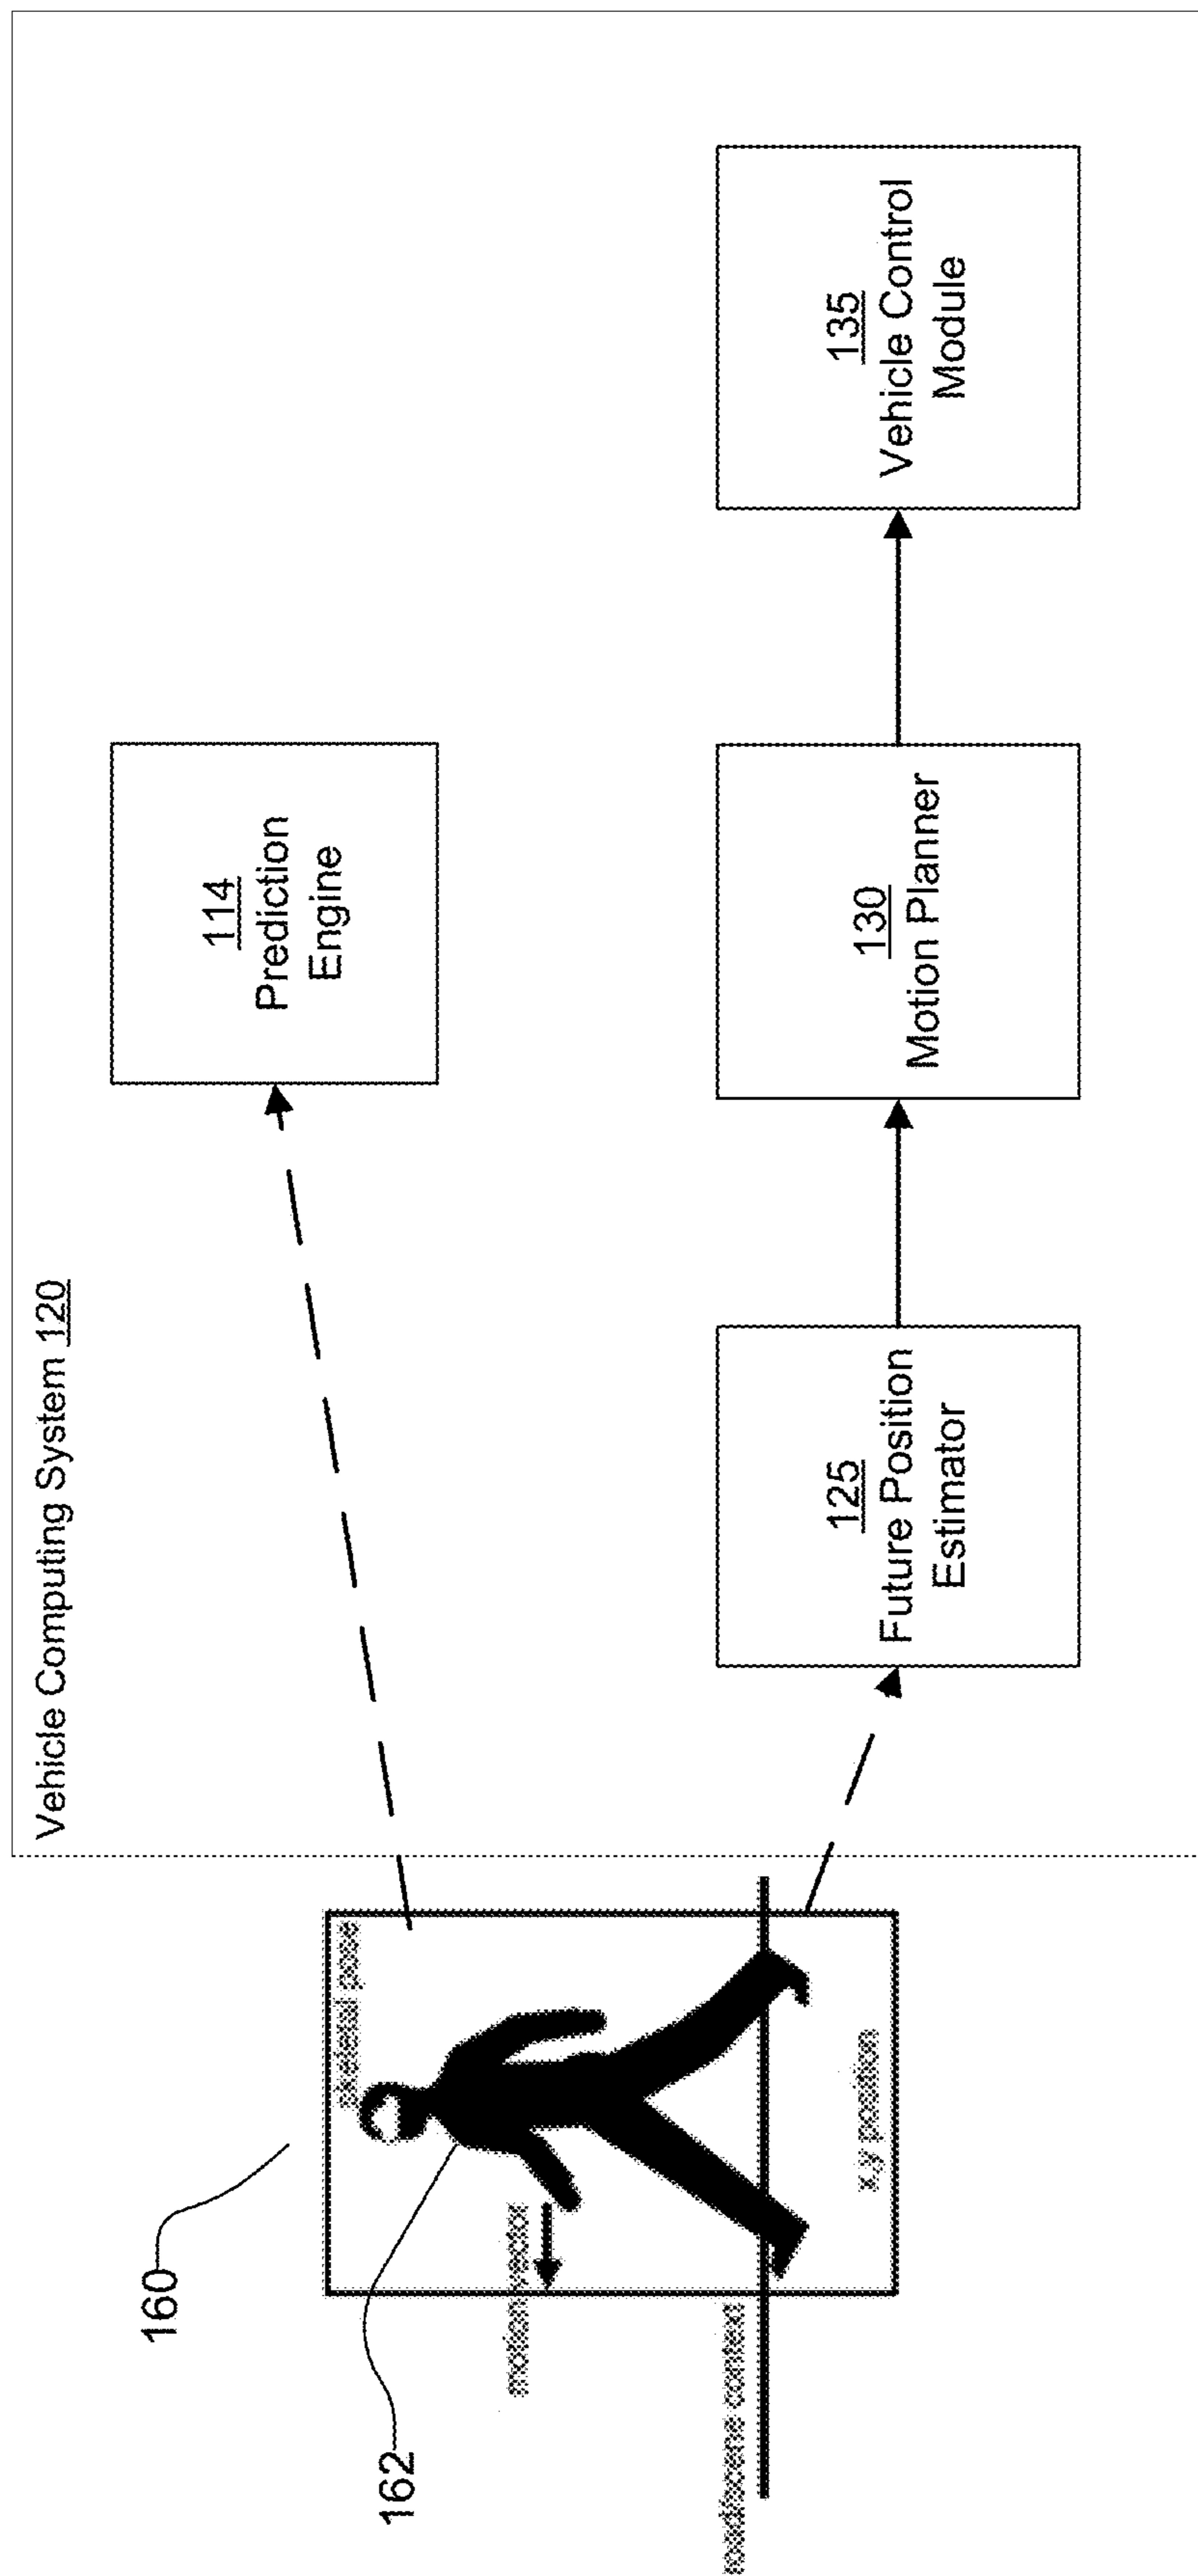 Vehicle Computing System 120
160
162
skeletal pose
motion vector
road/scene context
x,y position
114
Prediction
Engine
125
Future Position
Estimator
130
Motion Planner
135
Vehicle Control
Module